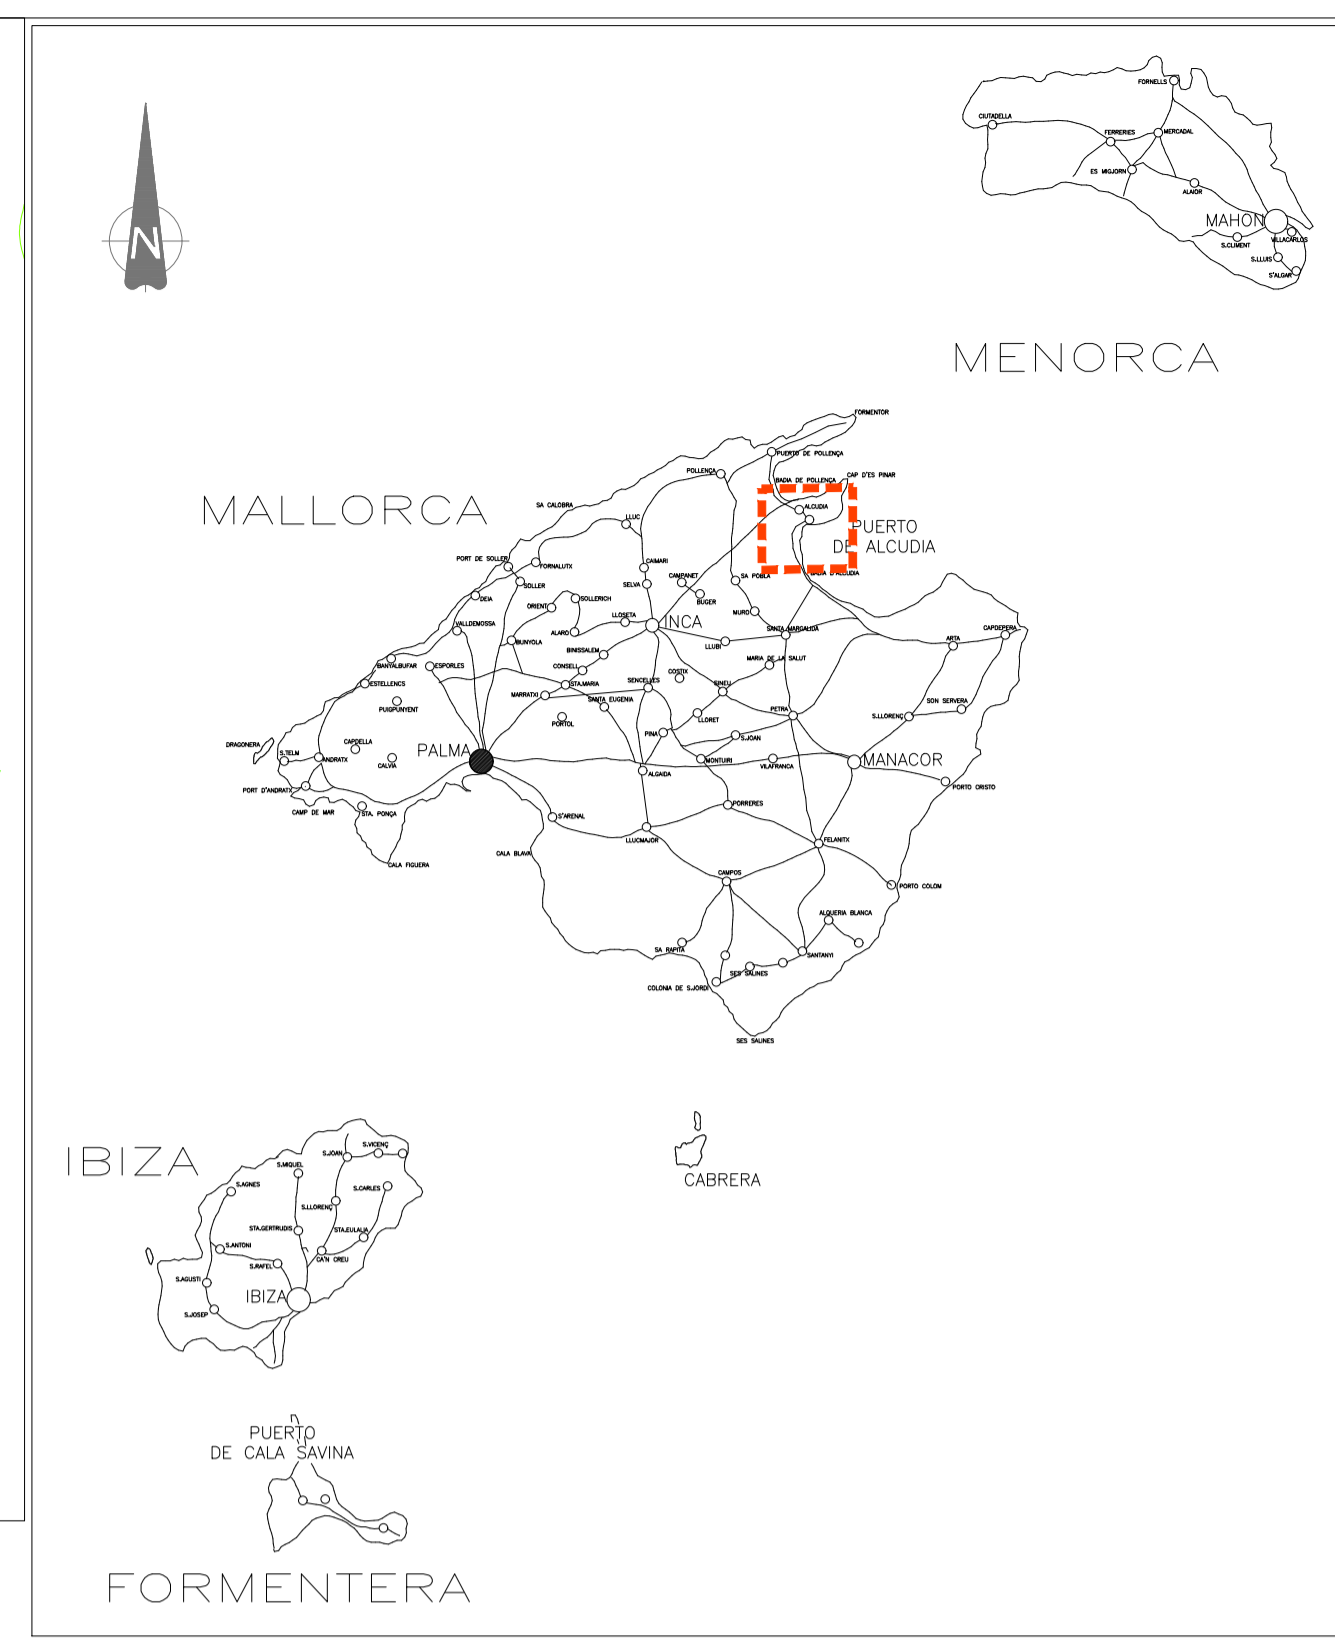 N
FORNELLS
CIUTADELLA
FERRERIES
MERCADAL
ES MIGJORN
ALAIOR
MAHON
VILLACARLOS
S.CLIMENT
S.LLUIS
S'ALGAR
MENORCA
FORMENTOR
PUERTO DE POLLENÇA
POLLENÇA
CAP D'ES PINAR
BADIA DE POLLENÇA
MALLORCA
SA CALOBRA
ALCUDIA
LLUC
PUERTO
DE ALCUDIA
PORT DE SOLLER
FORNALUTX
CAIMARI
BADIA D'ALCUDIA
CAMPANET
SA POBLA
SOLLER
SELVA
DEIA
SOLLERICH
BUGER
ORIENT
MURO
LLOSETA
INCA
VALLDEMOSSA
SANTA MARGALIDA
CAPDEPERA
ALARO
ARTA
BUNYOLA
LLUBI
BINISSALEM
MARIA DE LA SALUT
BANYALBUFAR
ESPORLES
CONSELL
COSTIX
ESTELLENCS
STA.MARIA
SENCELLES
SINEU
MARRATXI
SANTA EUGENIA
SON SERVERA
PUIGPUNYENT
PETRA
S.LLORENÇ
PORTOL
LLORET
PINA
S.JOAN
DRAGONERA
CAPDELLA
S.TELM
PALMA
ANDRATX
CALVIA
MONTUIRI
VILAFRANCA
MANACOR
ALGAIDA
PORT D'ANDRATX
PORTO CRISTO
PORRERES
CAMP DE MAR
STA. PONÇA
S'ARENAL
LLUCMAJOR
FELANITX
CALA BLAVA
CALA FIGUERA
CAMPOS
PORTO COLOM
ALQUERIA BLANCA
SA RAPITA
SANTANYI
SES SALINES
COLONIA DE S.JORDI
SES SALINES
CABRERA
IBIZA
S.VICENÇ
S.JOAN
S.MIQUEL
S.AGNES
S.CARLES
S.LLORENÇ
STA.GERTRUDIS
STA.EULALIA
S.ANTONI
CA'N CREU
S.RAFEL
S.AGUSTI
IBIZA
S.JOSEP
PUERTO
DE CALA SAVINA
FORMENTERA